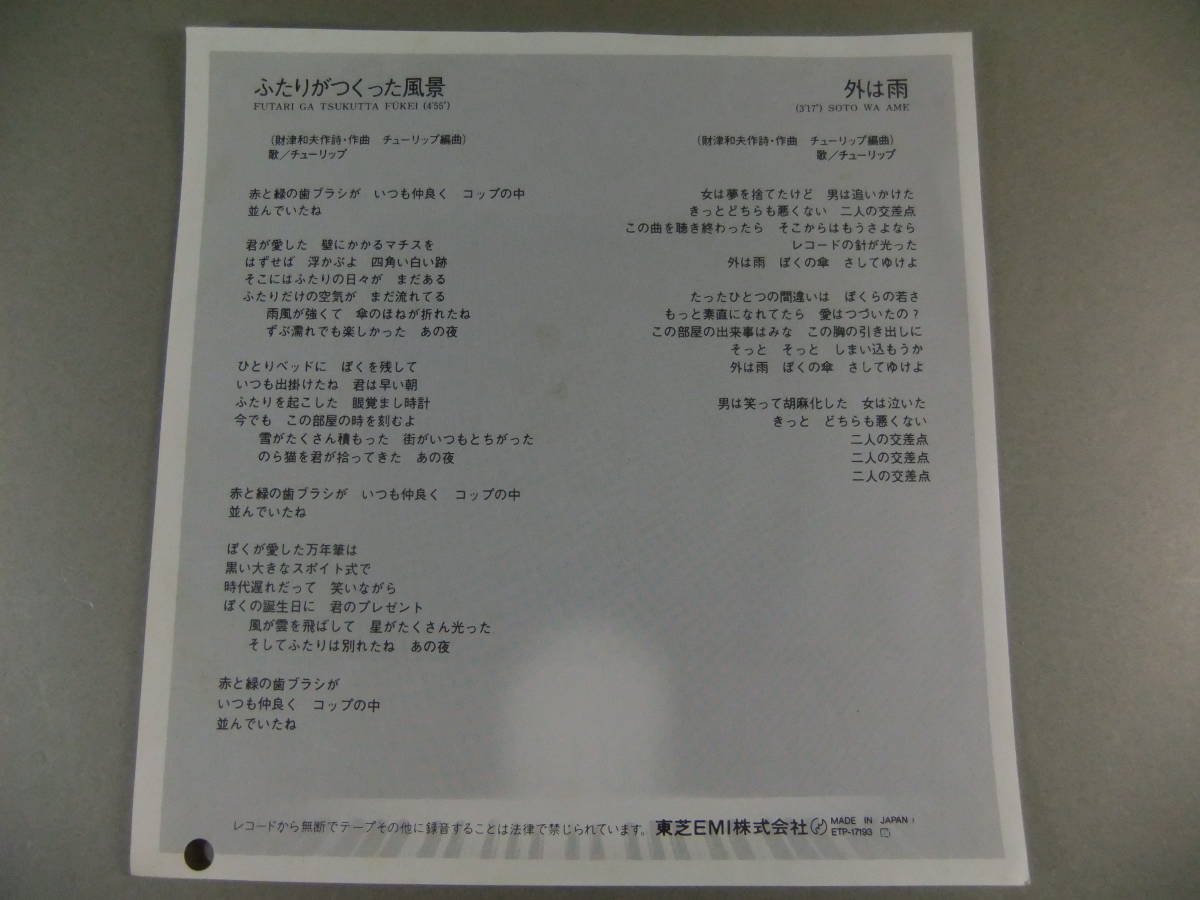 ふたりがつくった風景
FUTARI GA TSUKUTTA FŪKEI (4'55")
(財津和夫作詩・作曲　チューリップ編曲)
歌／チューリップ
赤と緑の歯ブラシが　いつも仲良く　コップの中
並んでいたね
君が愛した　壁にかかるマチスを
はずせば　浮かぶよ　四角い白い跡
そこにはふたりの日々が　まだある
ふたりだけの空気が　まだ流れてる
雨風が強くて　傘のほねが折れたね
ずぶ濡れでも楽しかった　あの夜
ひとりベッドに　ぼくを残して
いつも出掛けたね　君は早い朝
ふたりを起こした　眼覚まし時計
今でも　この部屋の時を刻むよ
雪がたくさん積もった　街がいつもとちがった
のら猫を君が拾ってきた　あの夜
赤と緑の歯ブラシが　いつも仲良く　コップの中
並んでいたね
ぼくが愛した万年筆は
黒い大きなスポイト式で
時代遅れだって　笑いながら
ぼくの誕生日に　君のプレゼント
風が雲を飛ばして　星がたくさん光った
そしてふたりは別れたね　あの夜
赤と緑の歯ブラシが
いつも仲良く　コップの中
並んでいたね
外は雨
(3'17") SOTO WA AME
(財津和夫作詩・作曲　チューリップ編曲)
歌／チューリップ
女は夢を捨てたけど　男は追いかけた
きっとどちらも悪くない　二人の交差点
この曲を聴き終わったら　そこからはもうさよなら
レコードの針が光った
外は雨　ぼくの傘　さしてゆけよ
たったひとつの間違いは　ぼくらの若さ
もっと素直になれてたら　愛はつづいたの？
この部屋の出来事はみな　この胸の引き出しに
そっと　そっと　しまい込もうか
外は雨　ぼくの傘　さしてゆけよ
男は笑って胡麻化した　女は泣いた
きっと　どちらも悪くない
二人の交差点
二人の交差点
二人の交差点
レコードから無断でテープその他に録音することは法律で禁じられています。東芝EMI株式会社 MADE IN JAPAN
ETP-17193